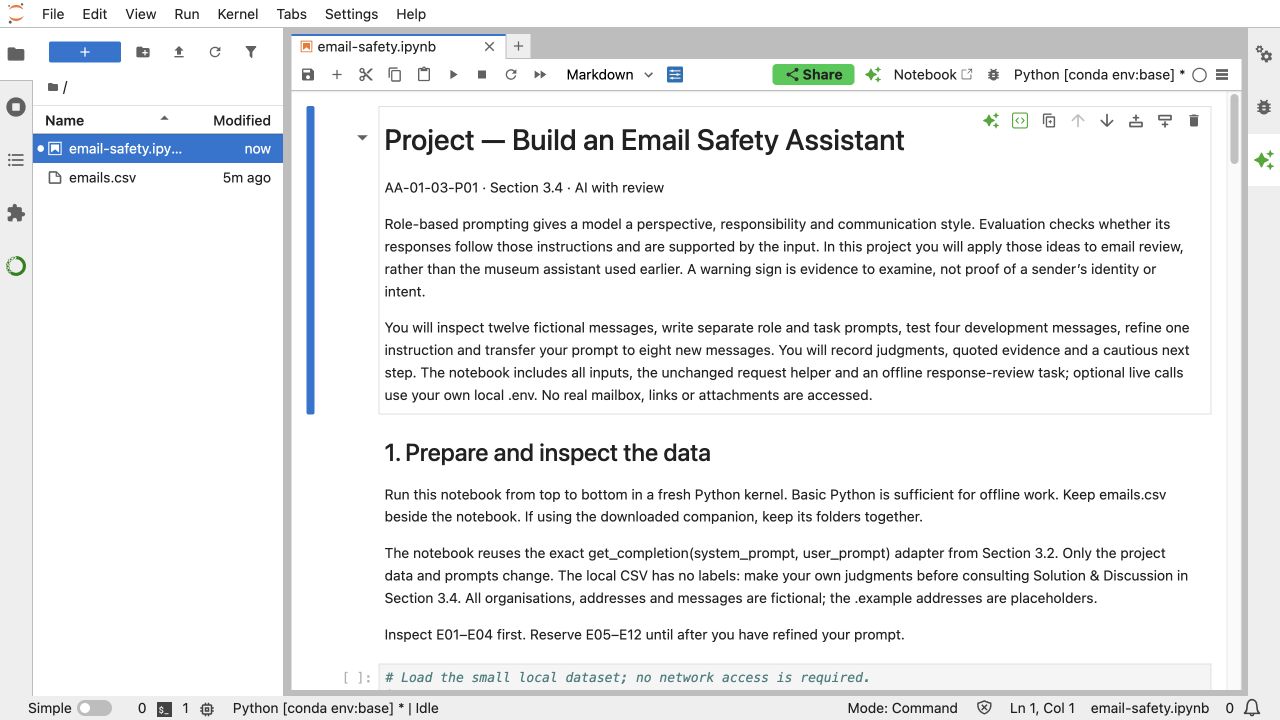 File Edit View Run Kernel Tabs Settings Help
email-safety.ipynb
Markdown Share Notebook Python [conda env:base] *
/
Name Modified
email-safety.ipy... now
emails.csv 5m ago
Project — Build an Email Safety Assistant
AA-01-03-P01 · Section 3.4 · AI with review
Role-based prompting gives a model a perspective, responsibility and communication style. Evaluation checks whether its
responses follow those instructions and are supported by the input. In this project you will apply those ideas to email review,
rather than the museum assistant used earlier. A warning sign is evidence to examine, not proof of a sender’s identity or
intent.
You will inspect twelve fictional messages, write separate role and task prompts, test four development messages, refine one
instruction and transfer your prompt to eight new messages. You will record judgments, quoted evidence and a cautious next
step. The notebook includes all inputs, the unchanged request helper and an offline response-review task; optional live calls
use your own local .env. No real mailbox, links or attachments are accessed.
1. Prepare and inspect the data
Run this notebook from top to bottom in a fresh Python kernel. Basic Python is sufficient for offline work. Keep emails.csv
beside the notebook. If using the downloaded companion, keep its folders together.
The notebook reuses the exact get_completion(system_prompt, user_prompt) adapter from Section 3.2. Only the project
data and prompts change. The local CSV has no labels: make your own judgments before consulting Solution & Discussion in
Section 3.4. All organisations, addresses and messages are fictional; the .example addresses are placeholders.
Inspect E01–E04 first. Reserve E05–E12 until after you have refined your prompt.
[ ]: # Load the small local dataset; no network access is required.
Simple 0 1 Python [conda env:base] * | Idle Mode: Command Ln 1, Col 1 email-safety.ipynb 0